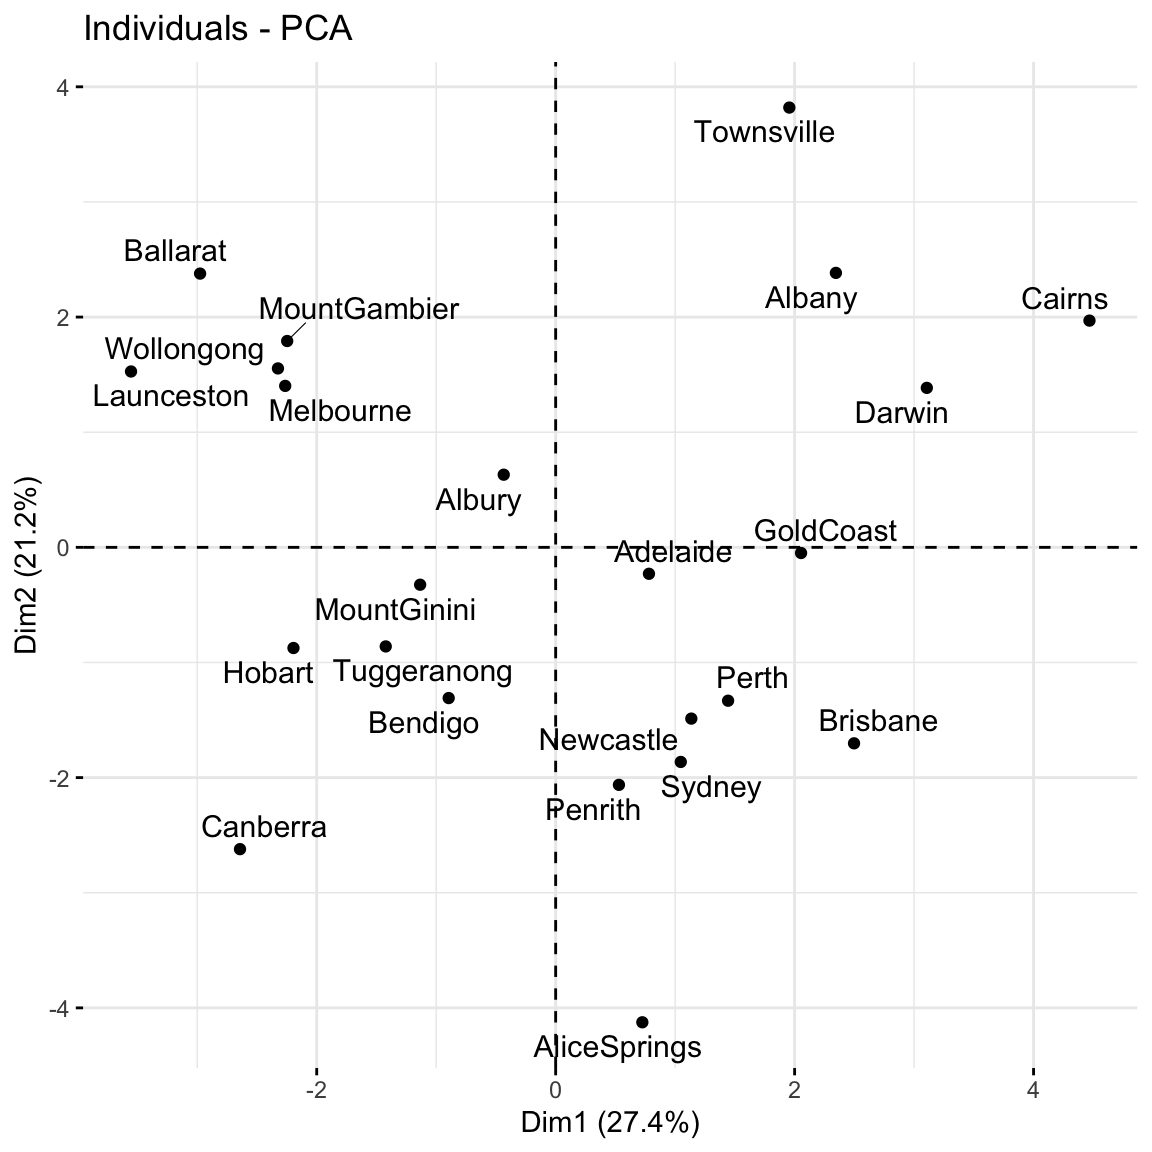 Individuals - PCA
4
Townsville
Ballarat
Albany
Cairns
MountGambier
2
Wollongong
Launceston
Melbourne
Darwin
Albury
GoldCoast
0
Adelaide
MountGinini
Hobart
Tuggeranong
Perth
Bendigo
Brisbane
Newcastle
-2
Sydney
Penrith
Canberra
-4
AliceSprings
-2
0
2
4
Dim1 (27.4%)
Dim2 (21.2%)